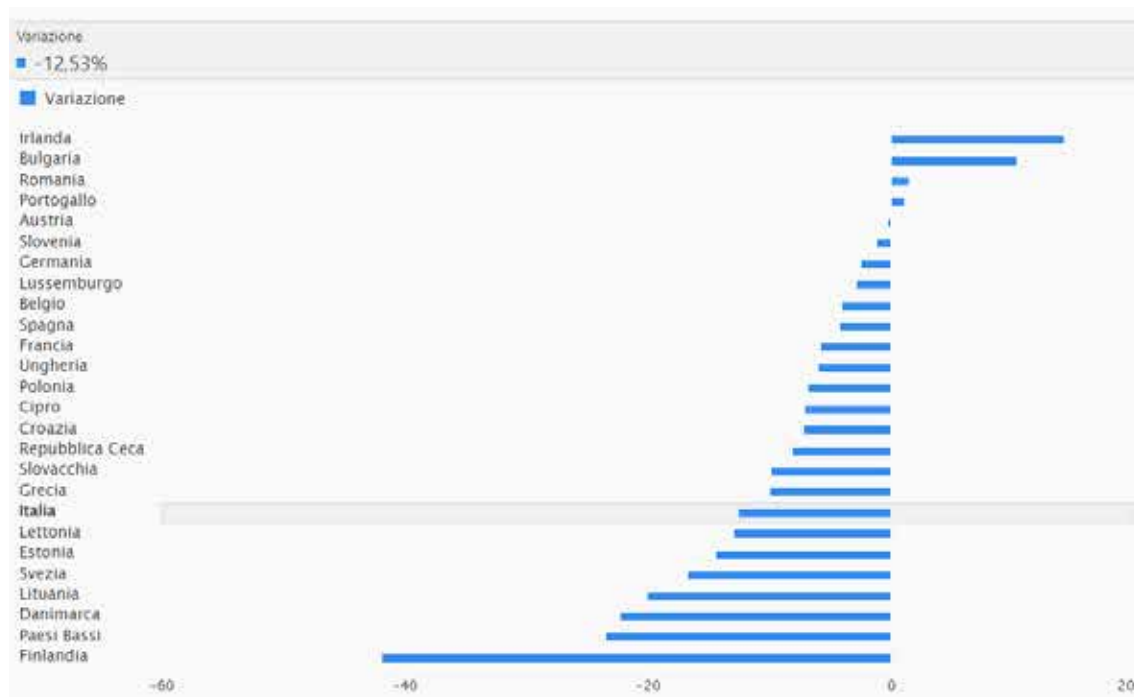 Variazione
-12,53%
Variazione
Irlanda
Bulgaria
Romania
Portogallo
Austria
Slovenia
Germania
Lussemburgo
Belgio
Spagna
Francia
Ungheria
Polonia
Cipro
Croazia
Repubblica Ceca
Slovacchia
Grecia
Italia
Lettonia
Estonia
Svezia
Lituania
Danimarca
Paesi Bassi
Finlandia
-60 -40 -20 0 20